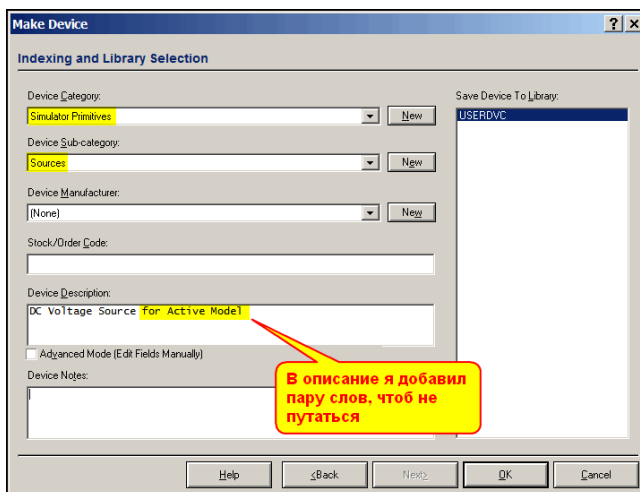 Make Device
Indexing and Library Selection
Device Category:
Simulator Primitives
New
Device Sub-category:
Sources
New
Device Manufacturer:
(None)
New
Stock/Order Code:
Device Description:
DC Voltage Source for Active Model
Advanced Mode (Edit Fields Manually)
Device Notes:
Save Device To Library:
USERDVC
В описание я добавил
пару слов, чтоб не
путаться
Help
<Back
Next>
OK
Cancel